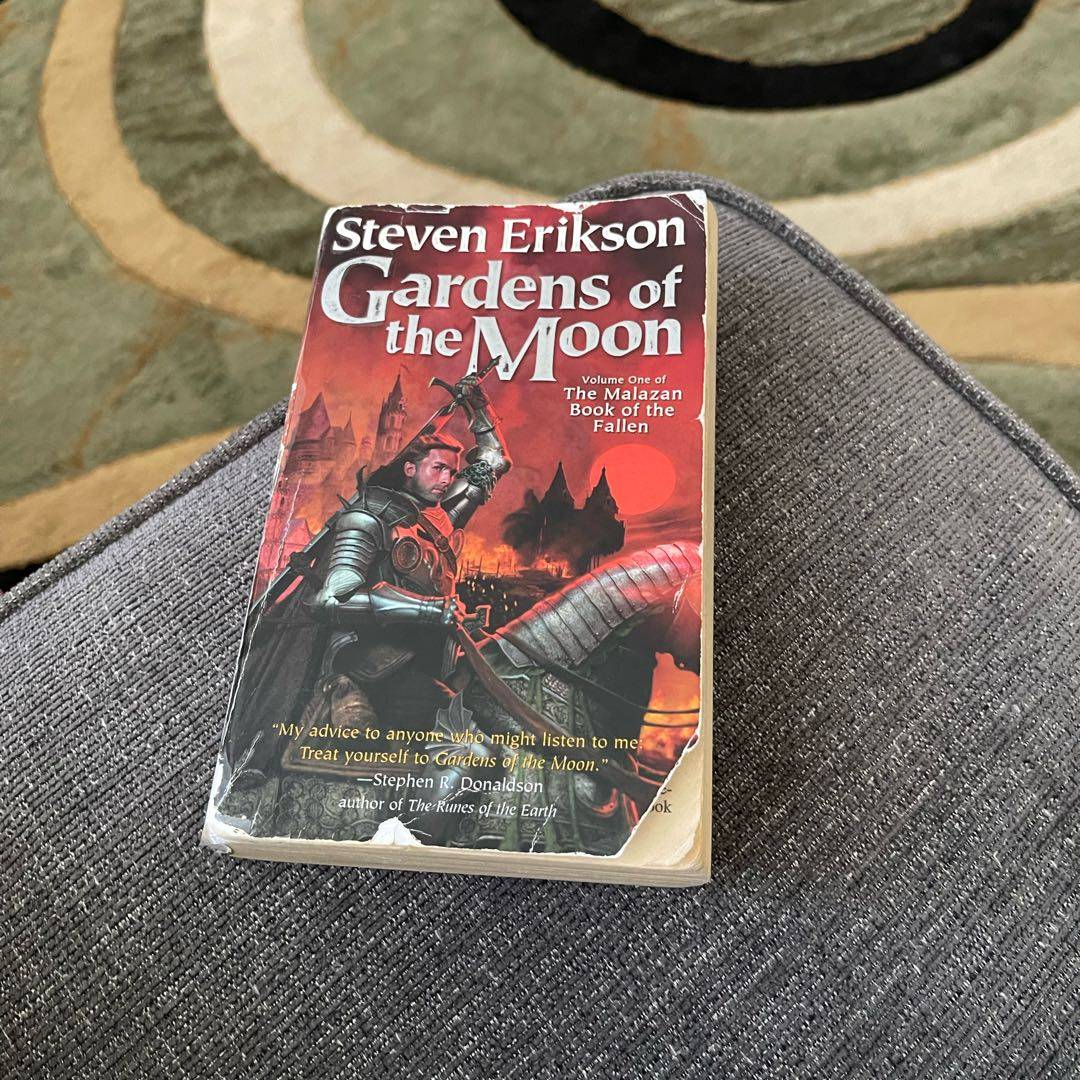 Steven Erikson
Gardens of
the Moon
Volume One of
The Malazan
Book of the
Fallen
"My advice to anyone who might listen to me:
Treat yourself to Gardens of the Moon."
—Stephen R. Donaldson
author of The Runes of the Earth